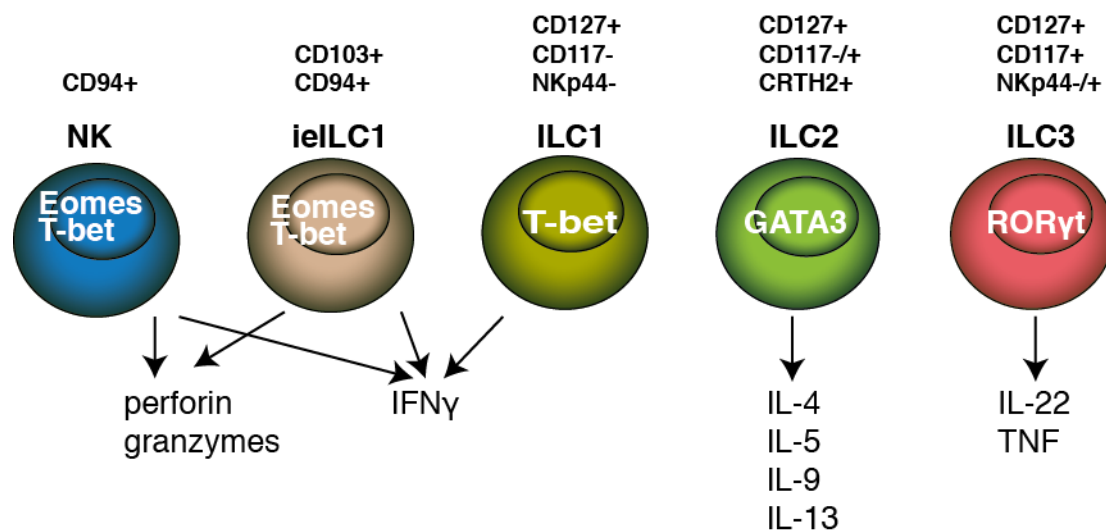 CD94+
NK
Eomes
T-bet
CD103+
CD94+
ieILC1
Eomes
T-bet
CD127+
CD117-
NKp44-
ILC1
T-bet
CD127+
CD117-/+
CRTH2+
ILC2
GATA3
CD127+
CD117+
NKp44-/+
ILC3
RORγt
perforin
granzymes
IFNγ
IL-4
IL-5
IL-9
IL-13
IL-22
TNF